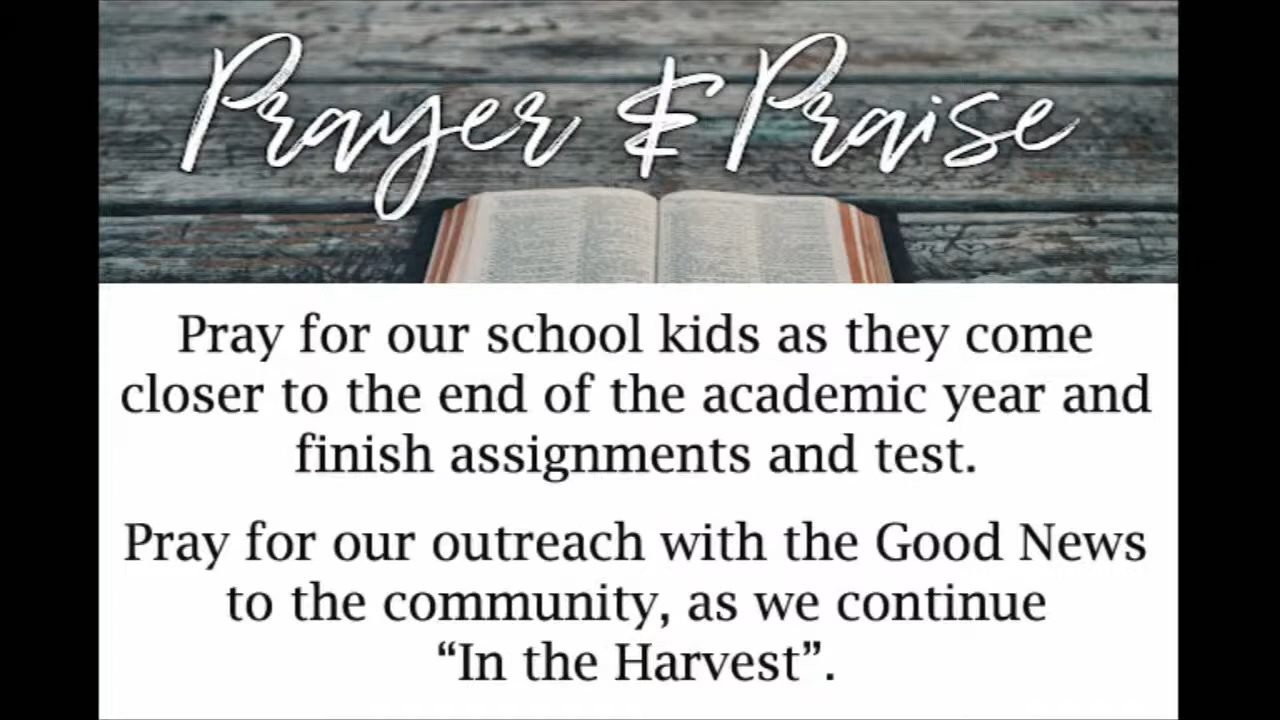 Prayer & Praise
Pray for our school kids as they come
closer to the end of the academic year and
finish assignments and test.
Pray for our outreach with the Good News
to the community, as we continue
“In the Harvest”.